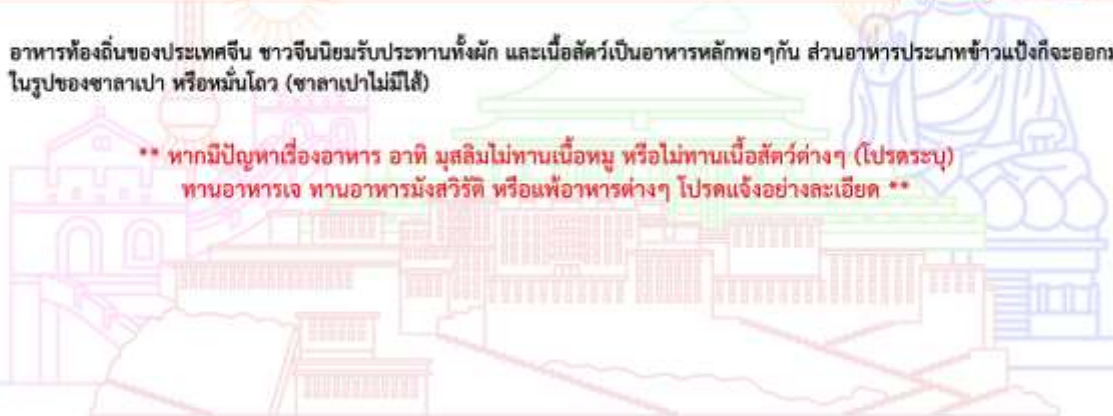 อาหารท้องถิ่นของประเทศจีน ชาวจีนนิยมรับประทานทั้งผัก และเนื้อสัตว์เป็นอาหารหลักพอๆกัน ส่วนอาหารประเภทข้าวแป้งก็จะออกม
ในรูปของซาลาเปา หรือหมั่นโถว (ซาลาเปาไม่มีไส้)
** หากมีปัญหาเรื่องอาหาร อาทิ มุสลิมไม่ทานเนื้อหมู หรือไม่ทานเนื้อสัตว์ต่างๆ (โปรดระบุ)
ทานอาหารเจ ทานอาหารมังสวิรัติ หรือแพ้อาหารต่างๆ โปรดแจ้งอย่างละเอียด **